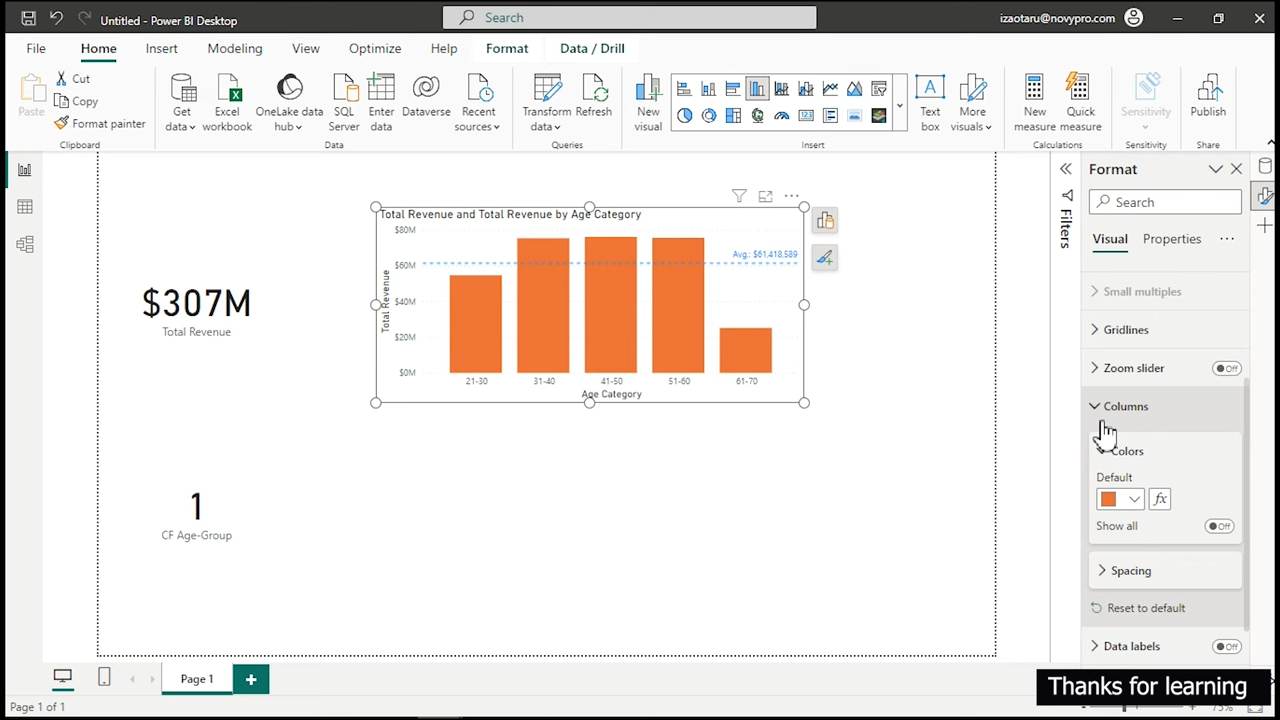 Untitled - Power BI Desktop
Search
izaotaru@novypro.com
File
Home
Insert
Modeling
View
Optimize
Help
Format
Data / Drill
Paste
Cut
Copy
Format painter
Clipboard
Get data
Excel workbook
OneLake data hub
SQL Server
Enter data
Dataverse
Recent sources
Data
Transform data
Refresh
Queries
New visual
Text box
More visuals
Insert
New measure
Quick measure
Calculations
Sensitivity
Sensitivity
Publish
Share
Total Revenue and Total Revenue by Age Category
$80M
$60M
$40M
$20M
$0M
Total Revenue
Avg.: $61,418,589
21-30
31-40
41-50
51-60
61-70
Age Category
$307M
Total Revenue
1
CF Age-Group
Filters
Format
Search
Visual
Properties
Small multiples
Gridlines
Zoom slider
Off
Columns
Colors
Default
fx
Show all
Off
Spacing
Reset to default
Data labels
Off
Page 1
Page 1 of 1
Thanks for learning